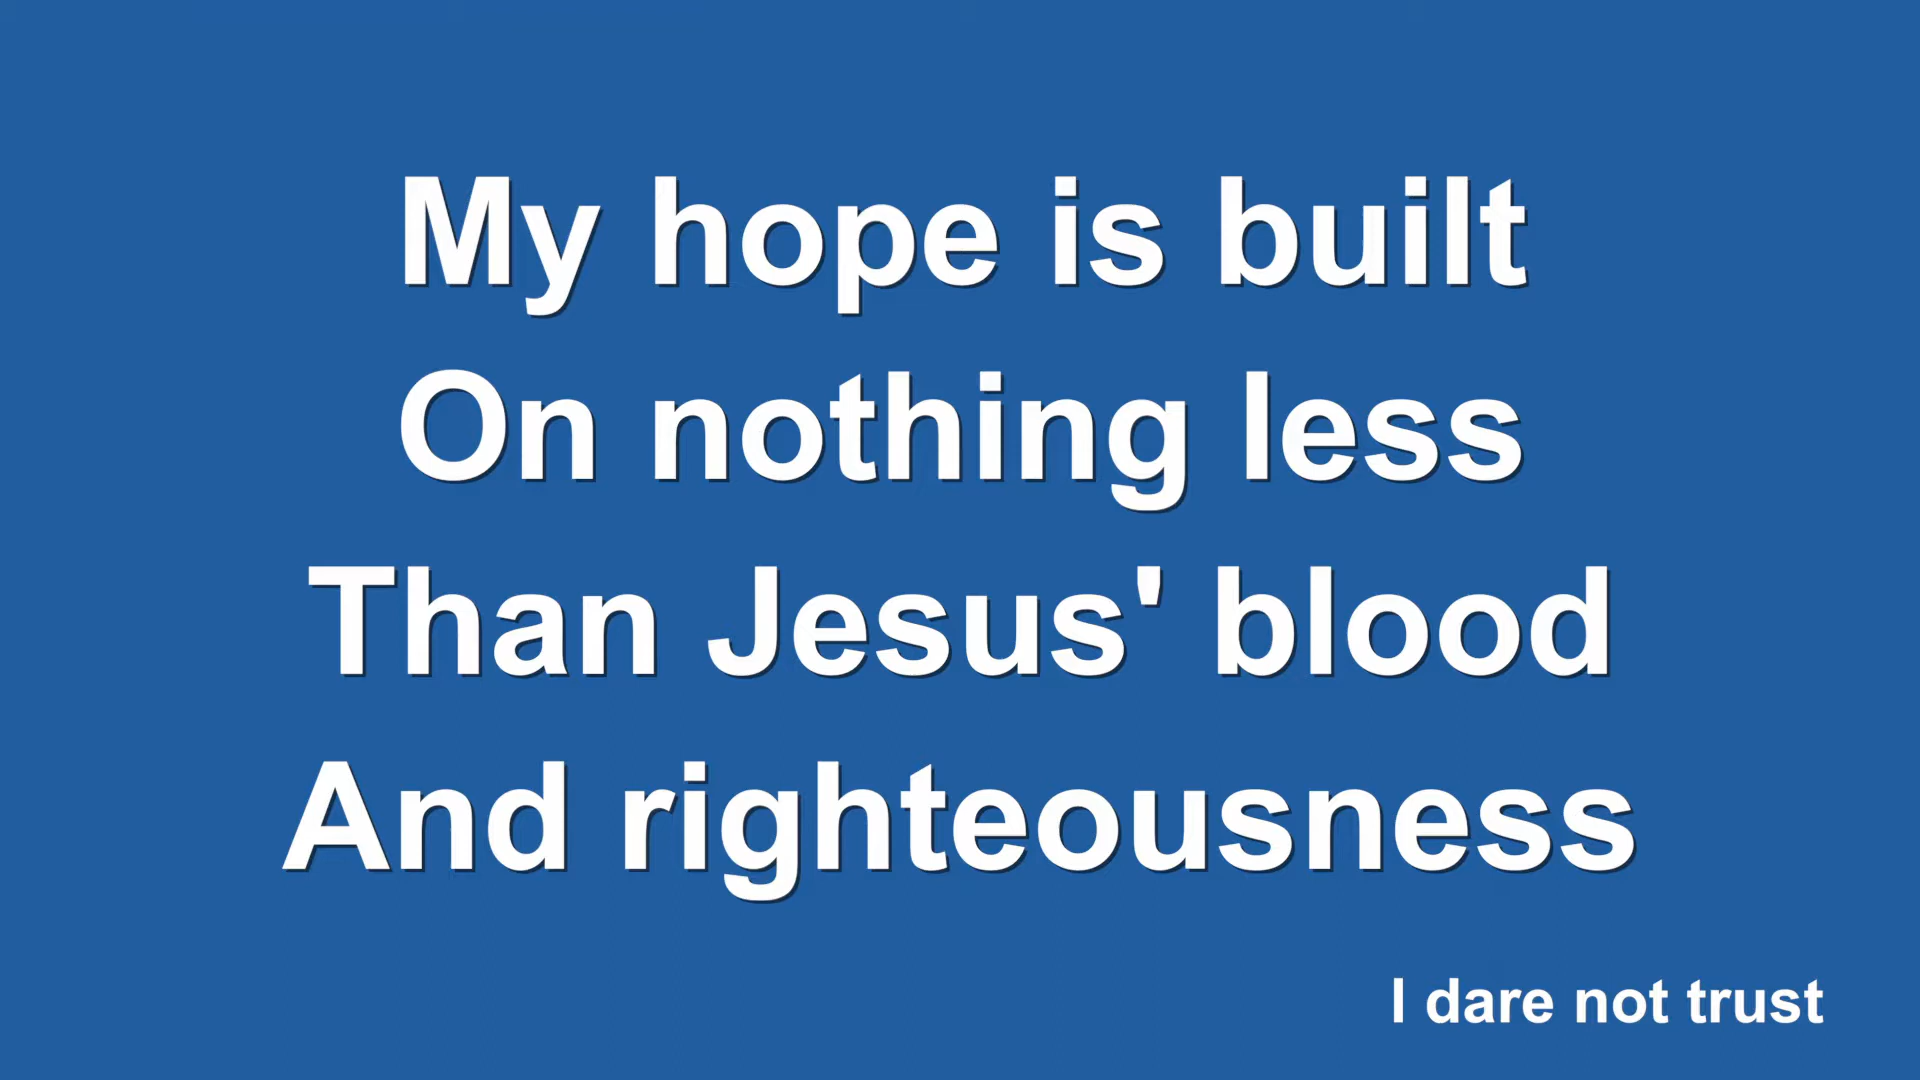 My hope is built
On nothing less
Than Jesus' blood
And righteousness
I dare not trust